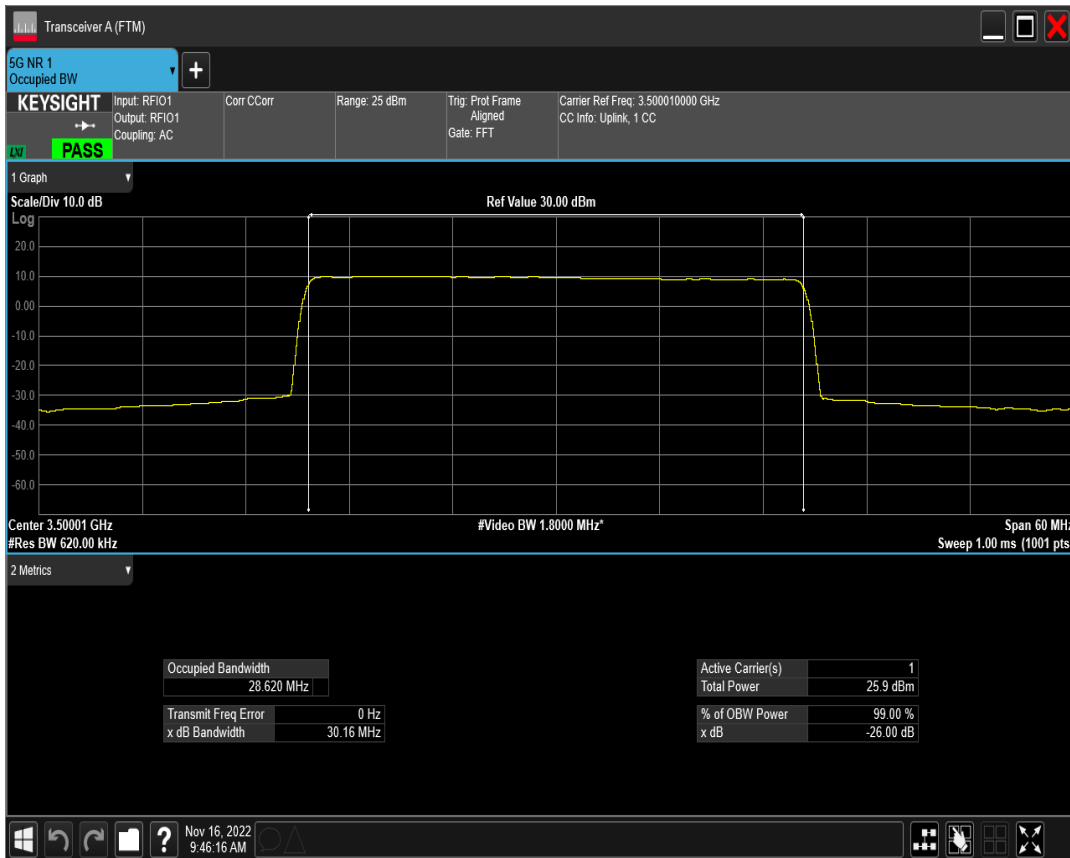 Transceiver A (FTM)
5G NR 1
Occupied BW
+
KEYSIGHT
LXI
PASS
Input: RFIO1
Output: RFIO1
Coupling: AC
Corr CCorr
Range: 25 dBm
Trig: Prot Frame
Aligned
Gate: FFT
Carrier Ref Freq: 3.500010000 GHz
CC Info: Uplink, 1 CC
1 Graph
Scale/Div 10.0 dB
Ref Value 30.00 dBm
Log
20.0
10.0
0.00
-10.0
-20.0
-30.0
-40.0
-50.0
-60.0
Center 3.50001 GHz
#Video BW 1.8000 MHz*
Span 60 MHz
#Res BW 620.00 kHz
Sweep 1.00 ms (1001 pts
2 Metrics
Occupied Bandwidth
28.620 MHz
Transmit Freq Error 0 Hz
x dB Bandwidth 30.16 MHz
Active Carrier(s) 1
Total Power 25.9 dBm
% of OBW Power 99.00 %
x dB -26.00 dB
?
Nov 16, 2022
9:46:16 AM